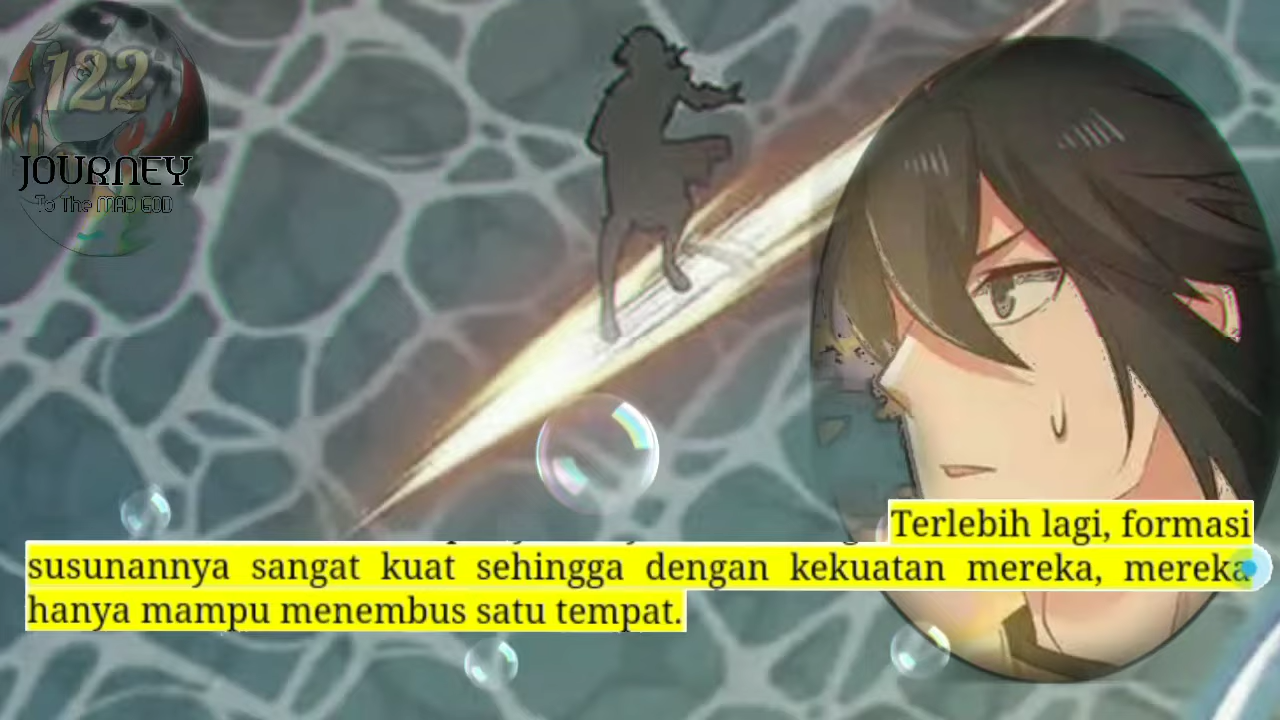 122
JOURNEY
To The MAD GOD
Terlebih lagi, formasi
susunannya sangat kuat sehingga dengan kekuatan mereka, mereka
hanya mampu menembus satu tempat.